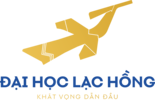 ĐẠI HỌC LẠC HỒNG
KHÁT VỌNG DẪN ĐẦU